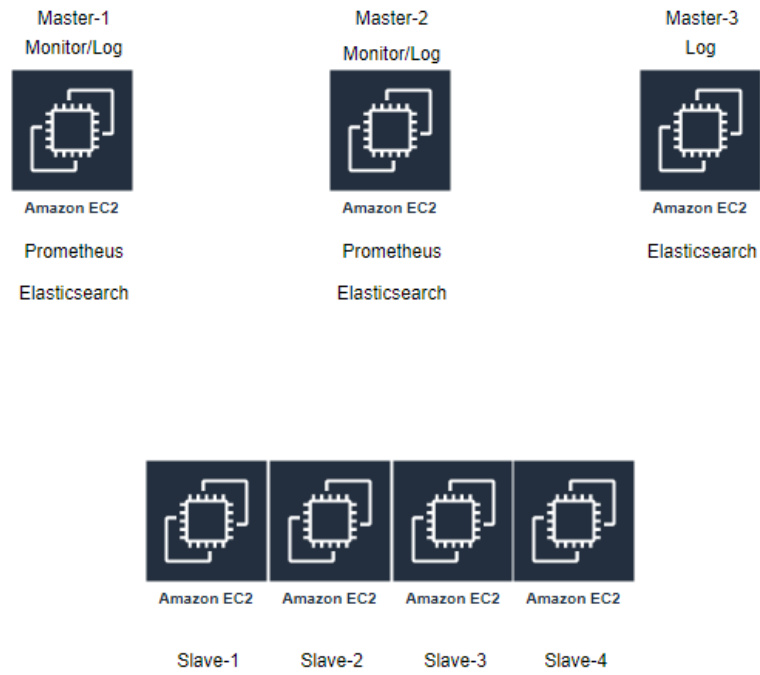 Master-1
Monitor/Log
Amazon EC2
Prometheus
Elasticsearch
Master-2
Monitor/Log
Amazon EC2
Prometheus
Elasticsearch
Master-3
Log
Amazon EC2
Elasticsearch
Amazon EC2
Slave-1
Amazon EC2
Slave-2
Amazon EC2
Slave-3
Amazon EC2
Slave-4